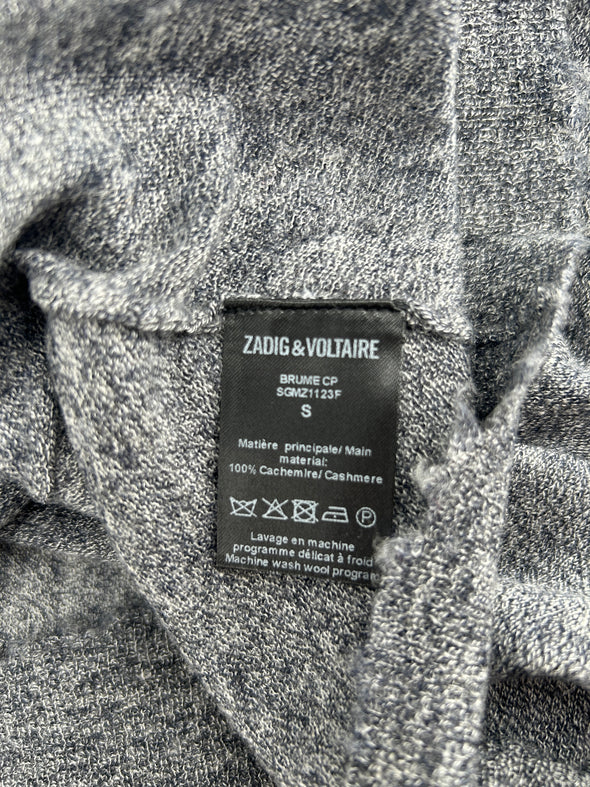 ZADIG & VOLTAIRE
BRUME CP
SGMZ1123F
S
Matière principale/ Main
material:
100% Cachemire/ Cashmere
P
Lavage en machine
programme délicat à froid
Machine wash wool program